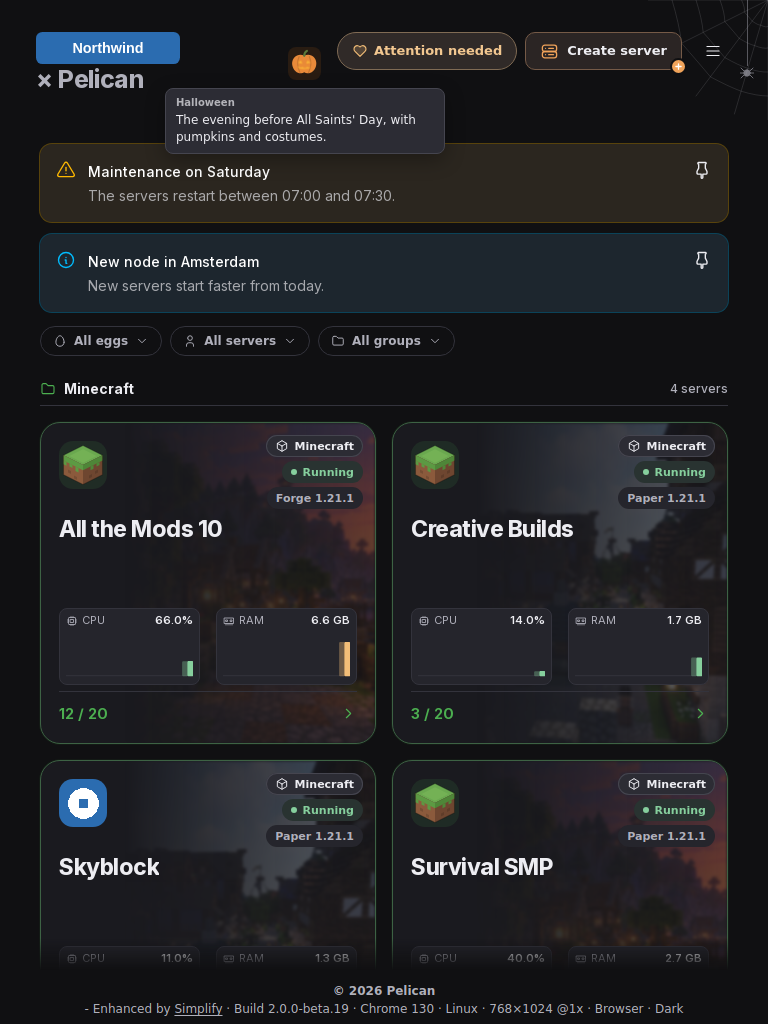 Northwind
× Pelican
Attention needed
Create server
Halloween
The evening before All Saints' Day, with
pumpkins and costumes.
Maintenance on Saturday
The servers restart between 07:00 and 07:30.
New node in Amsterdam
New servers start faster from today.
All eggs
All servers
All groups
Minecraft
4 servers
Minecraft
Running
Forge 1.21.1
All the Mods 10
CPU 66.0%
RAM 6.6 GB
12 / 20
Minecraft
Running
Paper 1.21.1
Creative Builds
CPU 14.0%
RAM 1.7 GB
3 / 20
Minecraft
Running
Paper 1.21.1
Skyblock
CPU 11.0%
RAM 1.3 GB
Minecraft
Running
Paper 1.21.1
Survival SMP
CPU 40.0%
RAM 2.7 GB
© 2026 Pelican
- Enhanced by Simplify · Build 2.0.0-beta.19 · Chrome 130 · Linux · 768×1024 @1x · Browser · Dark